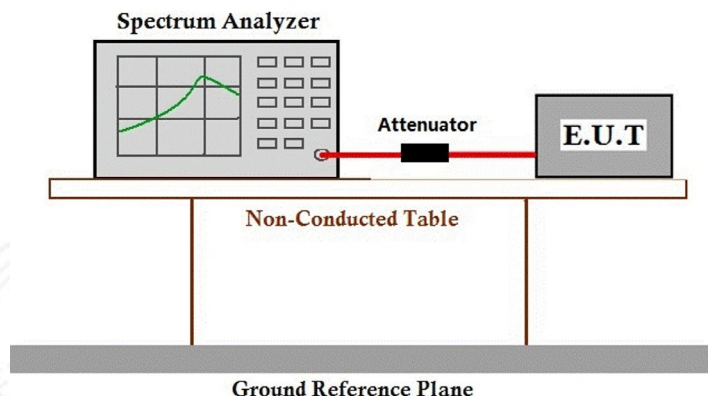 Spectrum Analyzer
Attenuator
E.U.T
Non-Conducted Table
Ground Reference Plane